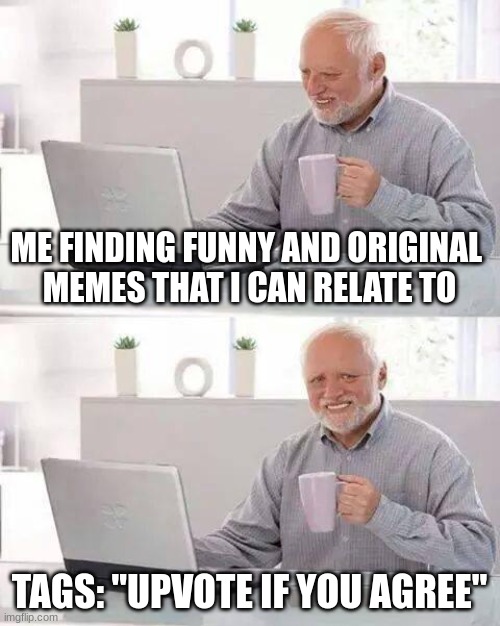 ME FINDING FUNNY AND ORIGINAL
MEMES THAT I CAN RELATE TO
TAGS: "UPVOTE IF YOU AGREE"
imgflip.com